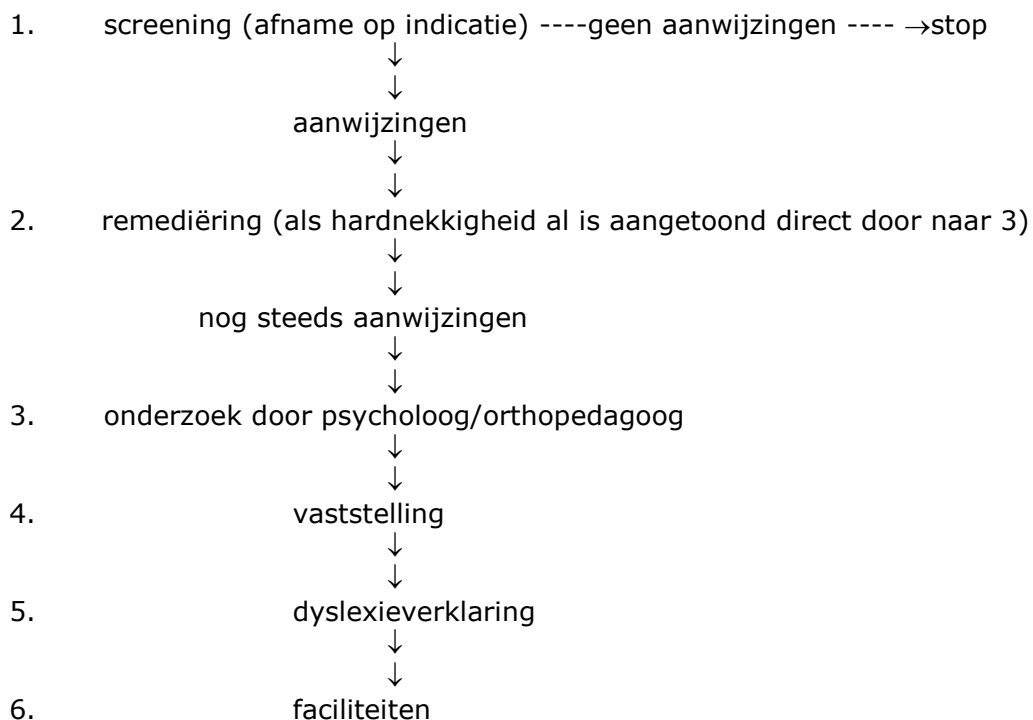 1. screening (afname op indicatie) ----geen aanwijzingen ---- →stop
↓
↓
aanwijzingen
↓
↓
2. remediëring (als hardnekkigheid al is aangetoond direct door naar 3)
↓
↓
nog steeds aanwijzingen
↓
↓
3. onderzoek door psycholoog/orthopedagoog
↓
↓
4. vaststelling
↓
↓
5. dyslexieverklaring
↓
↓
6. faciliteiten